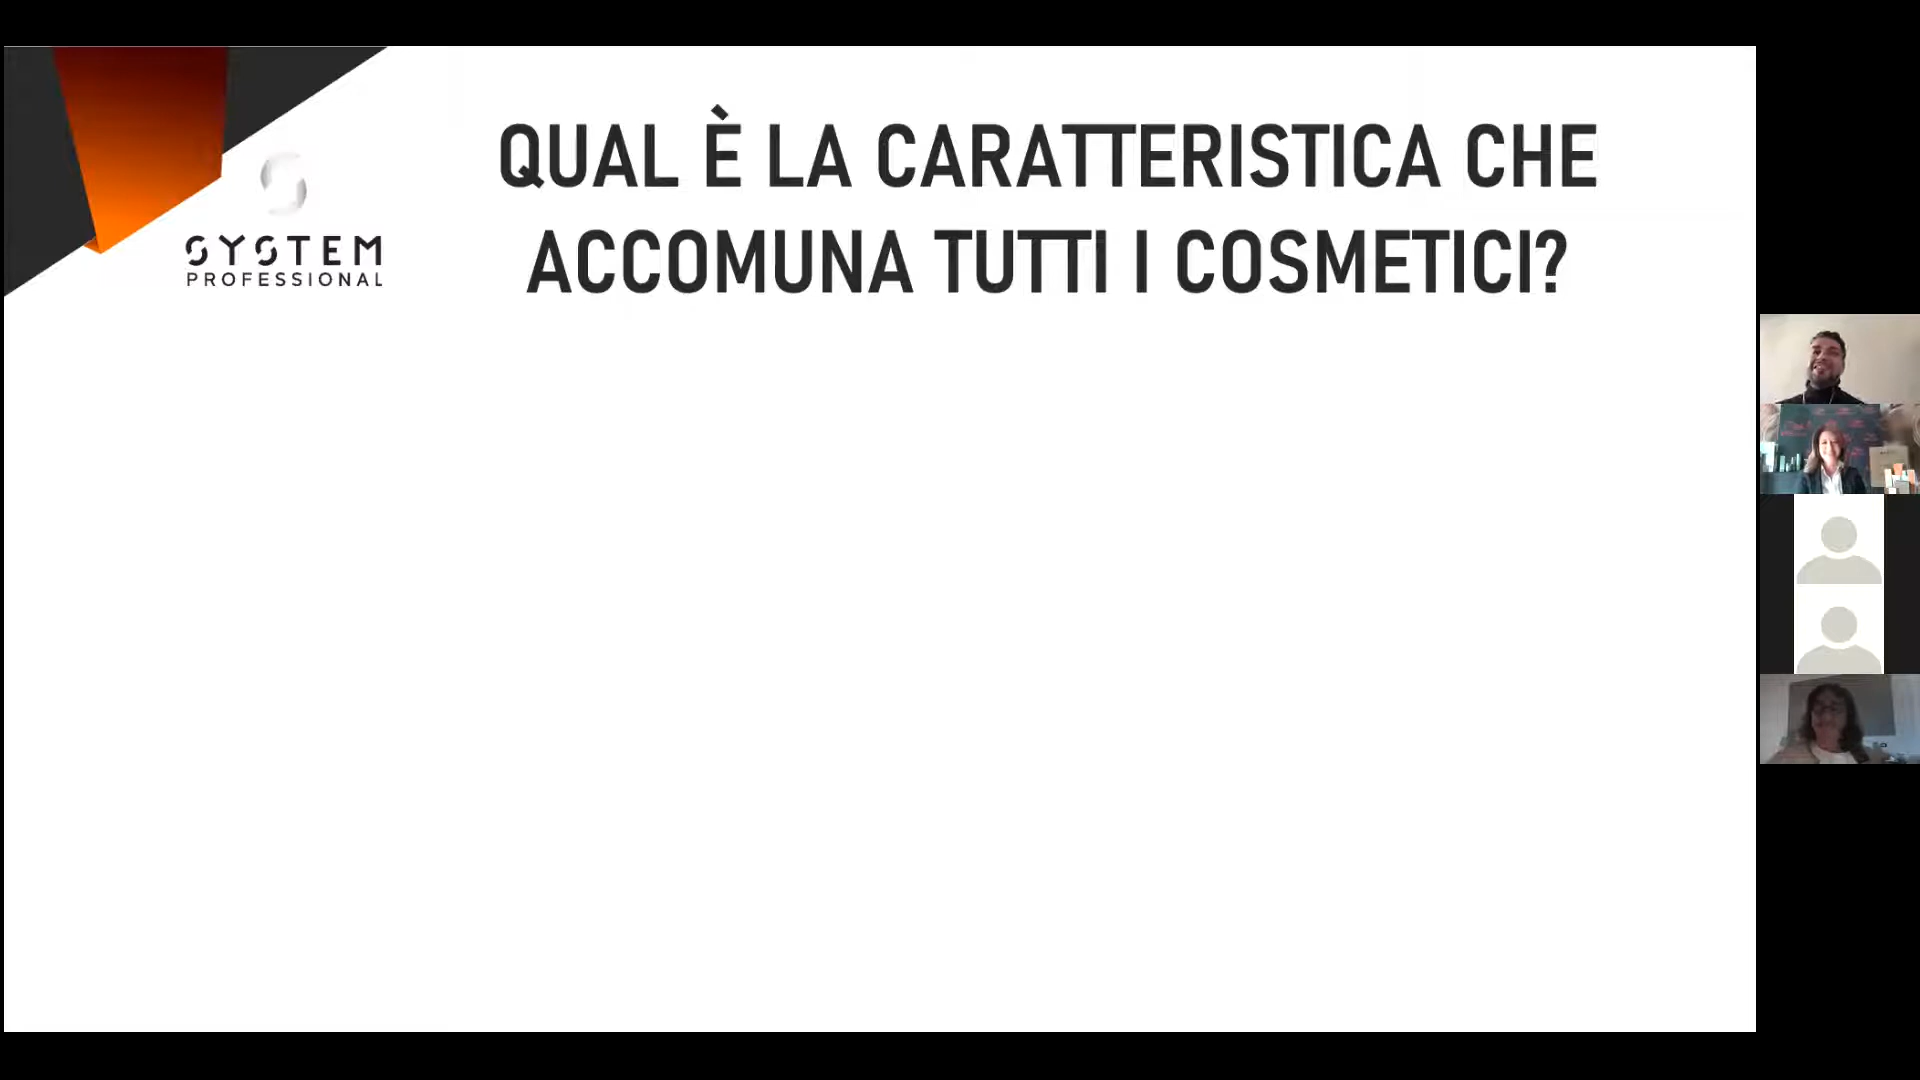 QUAL È LA CARATTERISTICA CHE
ACCOMUNA TUTTI I COSMETICI?
SYSTEM
PROFESSIONAL